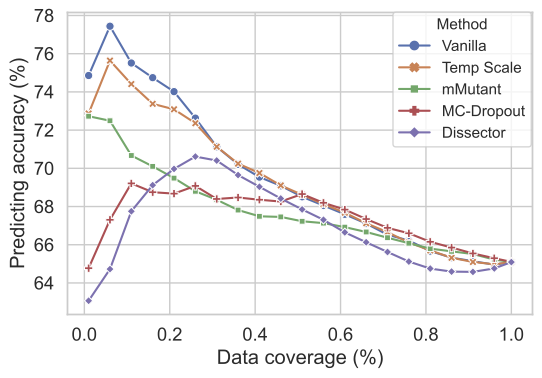 Predicting accuracy (%)
78
76
74
72
70
68
66
64
0.0
0.2
0.4
0.6
0.8
1.0
Data coverage (%)
Method
Vanilla
Temp Scale
mMutant
MC-Dropout
Dissector